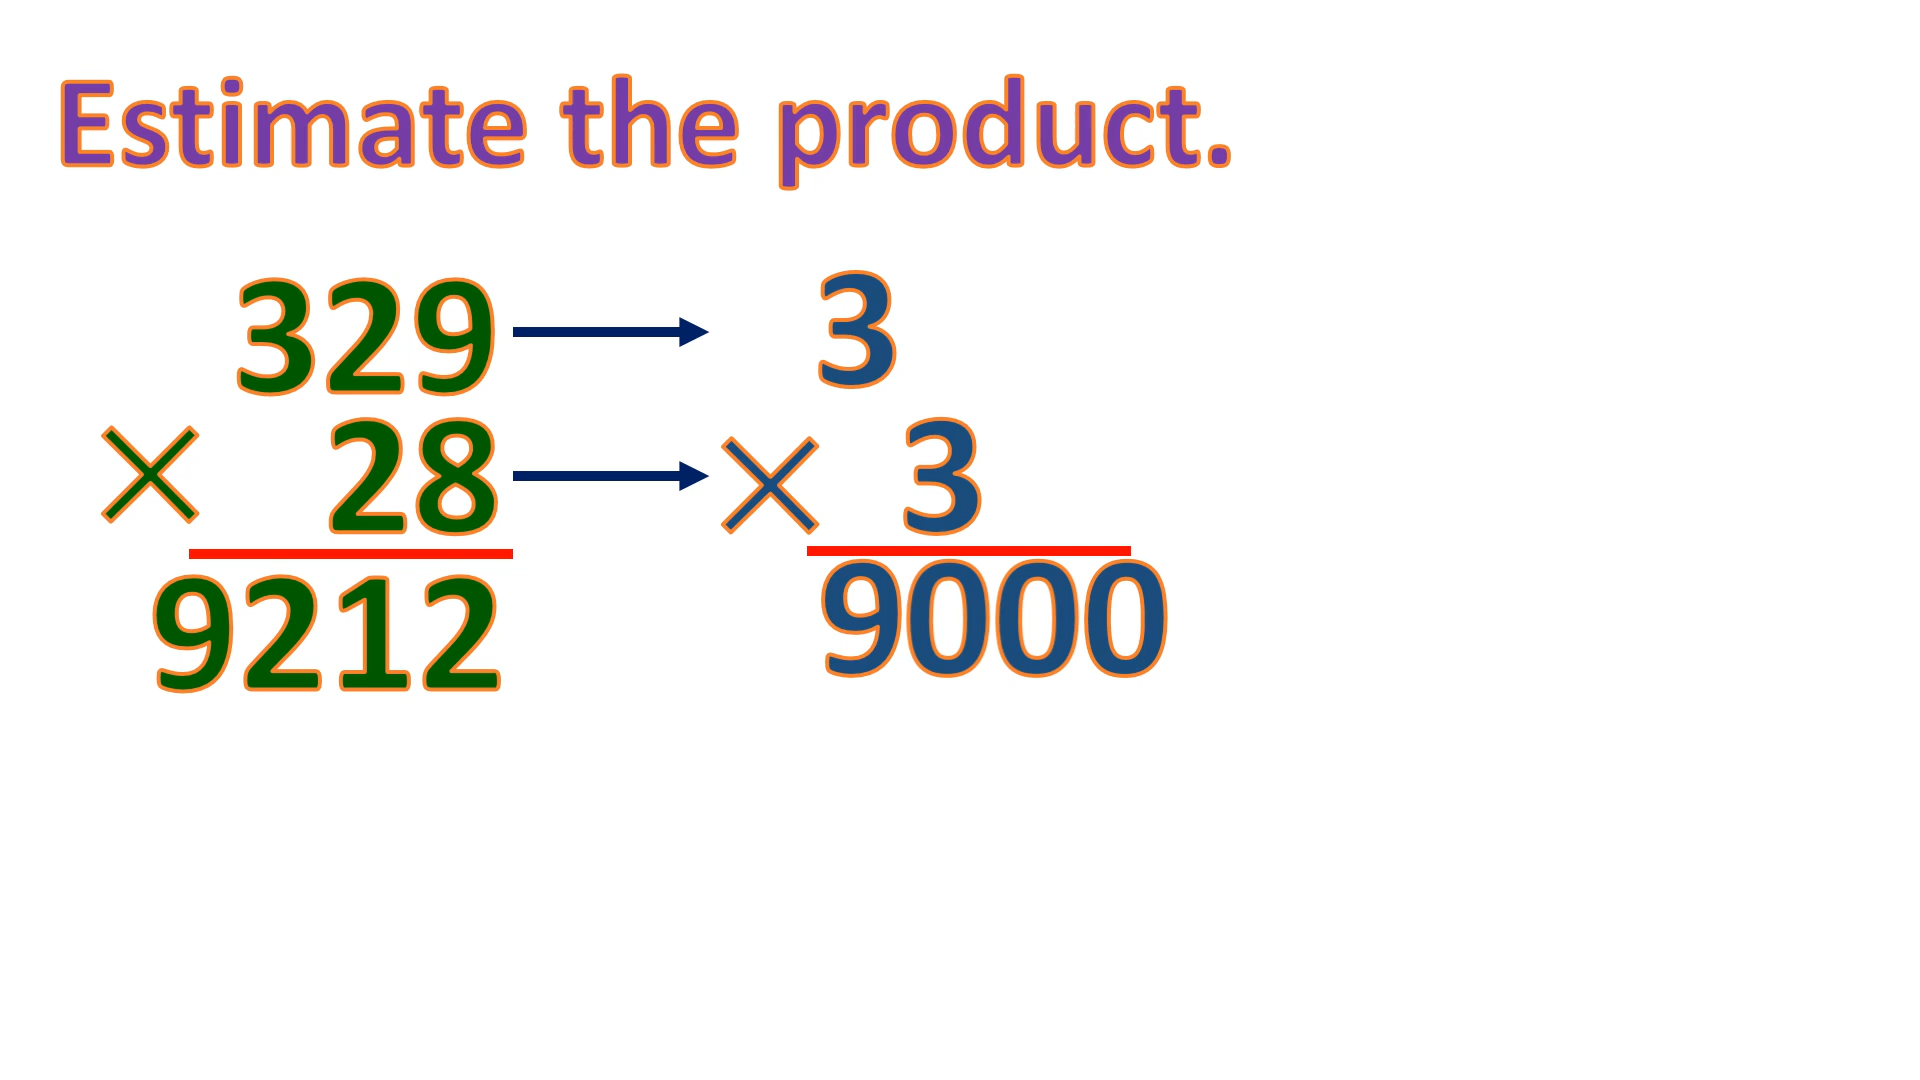 Estimate the product.
329 → 3
× 28 → × 3
9212 9000